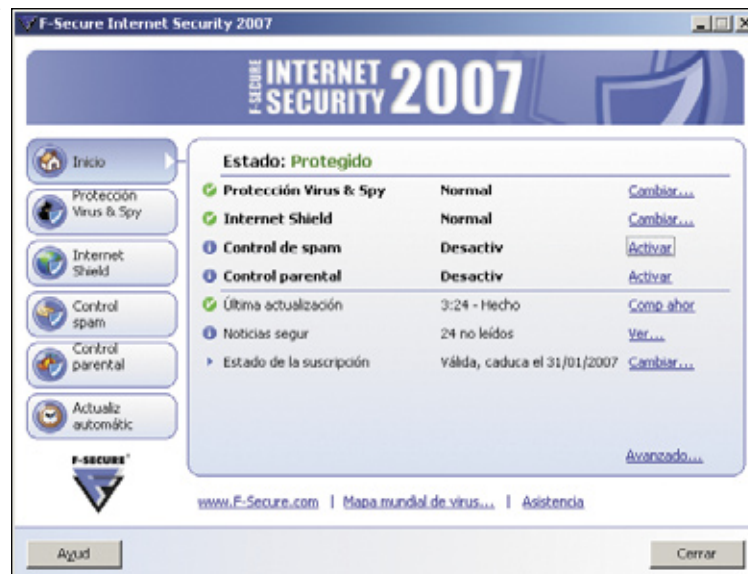 F-Secure Internet Security 2007
F-SECURE INTERNET SECURITY 2007
Inicio
Protección Virus & Spy
Internet Shield
Control spam
Control parental
Actualiz automátic
F-SECURE
Estado: Protegido
Protección Virus & Spy Normal Cambiar...
Internet Shield Normal Cambiar...
Control de spam Desactiv Activar
Control parental Desactiv Activar
Última actualización 3:24 - Hecho Comp ahor
Noticias segur 24 no leídos Ver...
Estado de la suscripción Válida, caduca el 31/01/2007 Cambiar...
Avanzado...
www.F-Secure.com | Mapa mundial de virus... | Asistencia
Ayud
Cerrar